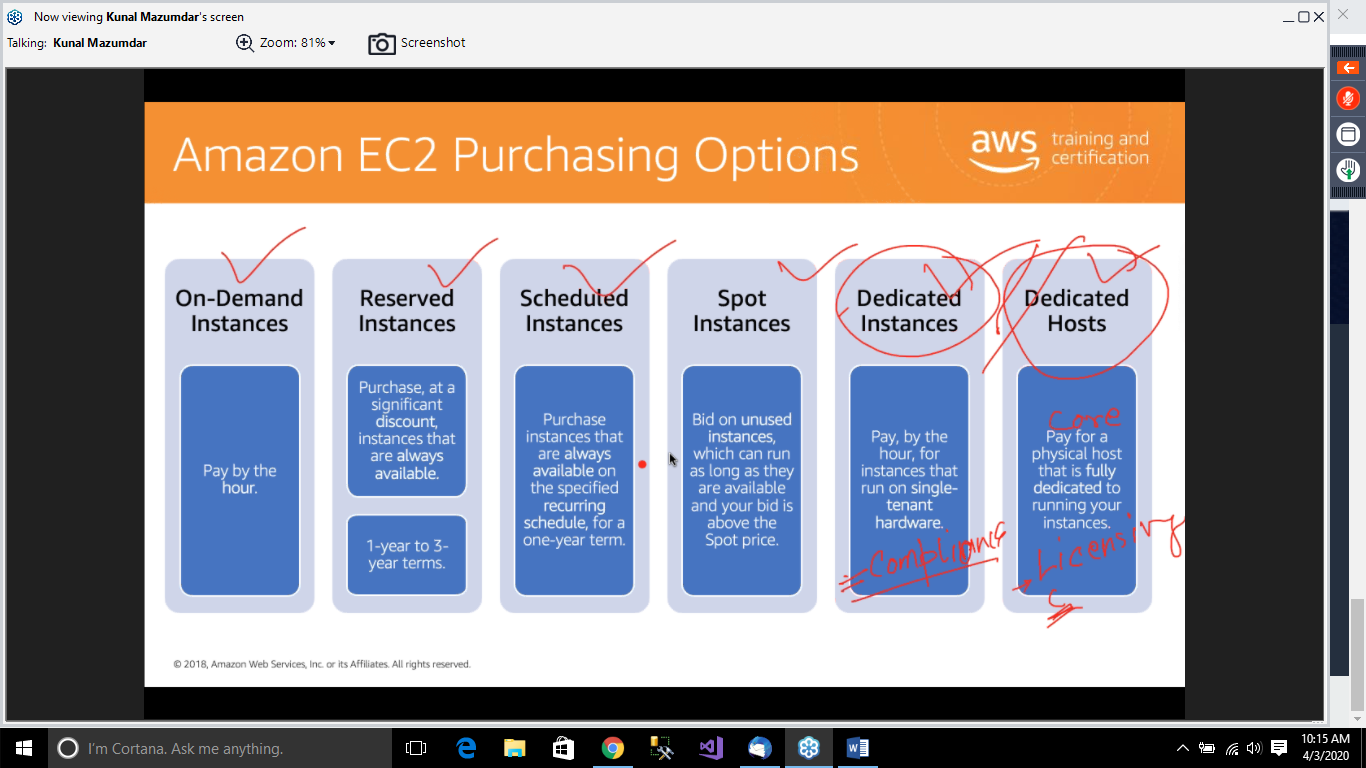 Now viewing Kunal Mazumdar's screen
Talking: Kunal Mazumdar
Zoom: 81%
Screenshot
Amazon EC2 Purchasing Options
aws training and certification
On-Demand
Instances
Pay by the
hour.
Reserved
Instances
Purchase, at a
significant
discount,
instances that
are always
available.
1-year to 3-
year terms.
Scheduled
Instances
Purchase
instances that
are always
available on
the specified
recurring
schedule, for a
one-year term.
Spot
Instances
Bid on unused
instances,
which can run
as long as they
are available
and your bid is
above the
Spot price.
Dedicated
Instances
Pay, by the
hour, for
instances that
run on single-
tenant
hardware.
Compliance
Dedicated
Hosts
Core
Pay for a
physical host
that is fully
dedicated to
running your
instances.
Licensing
© 2018, Amazon Web Services, Inc. or its Affiliates. All rights reserved.
I'm Cortana. Ask me anything.
10:15 AM
4/3/2020